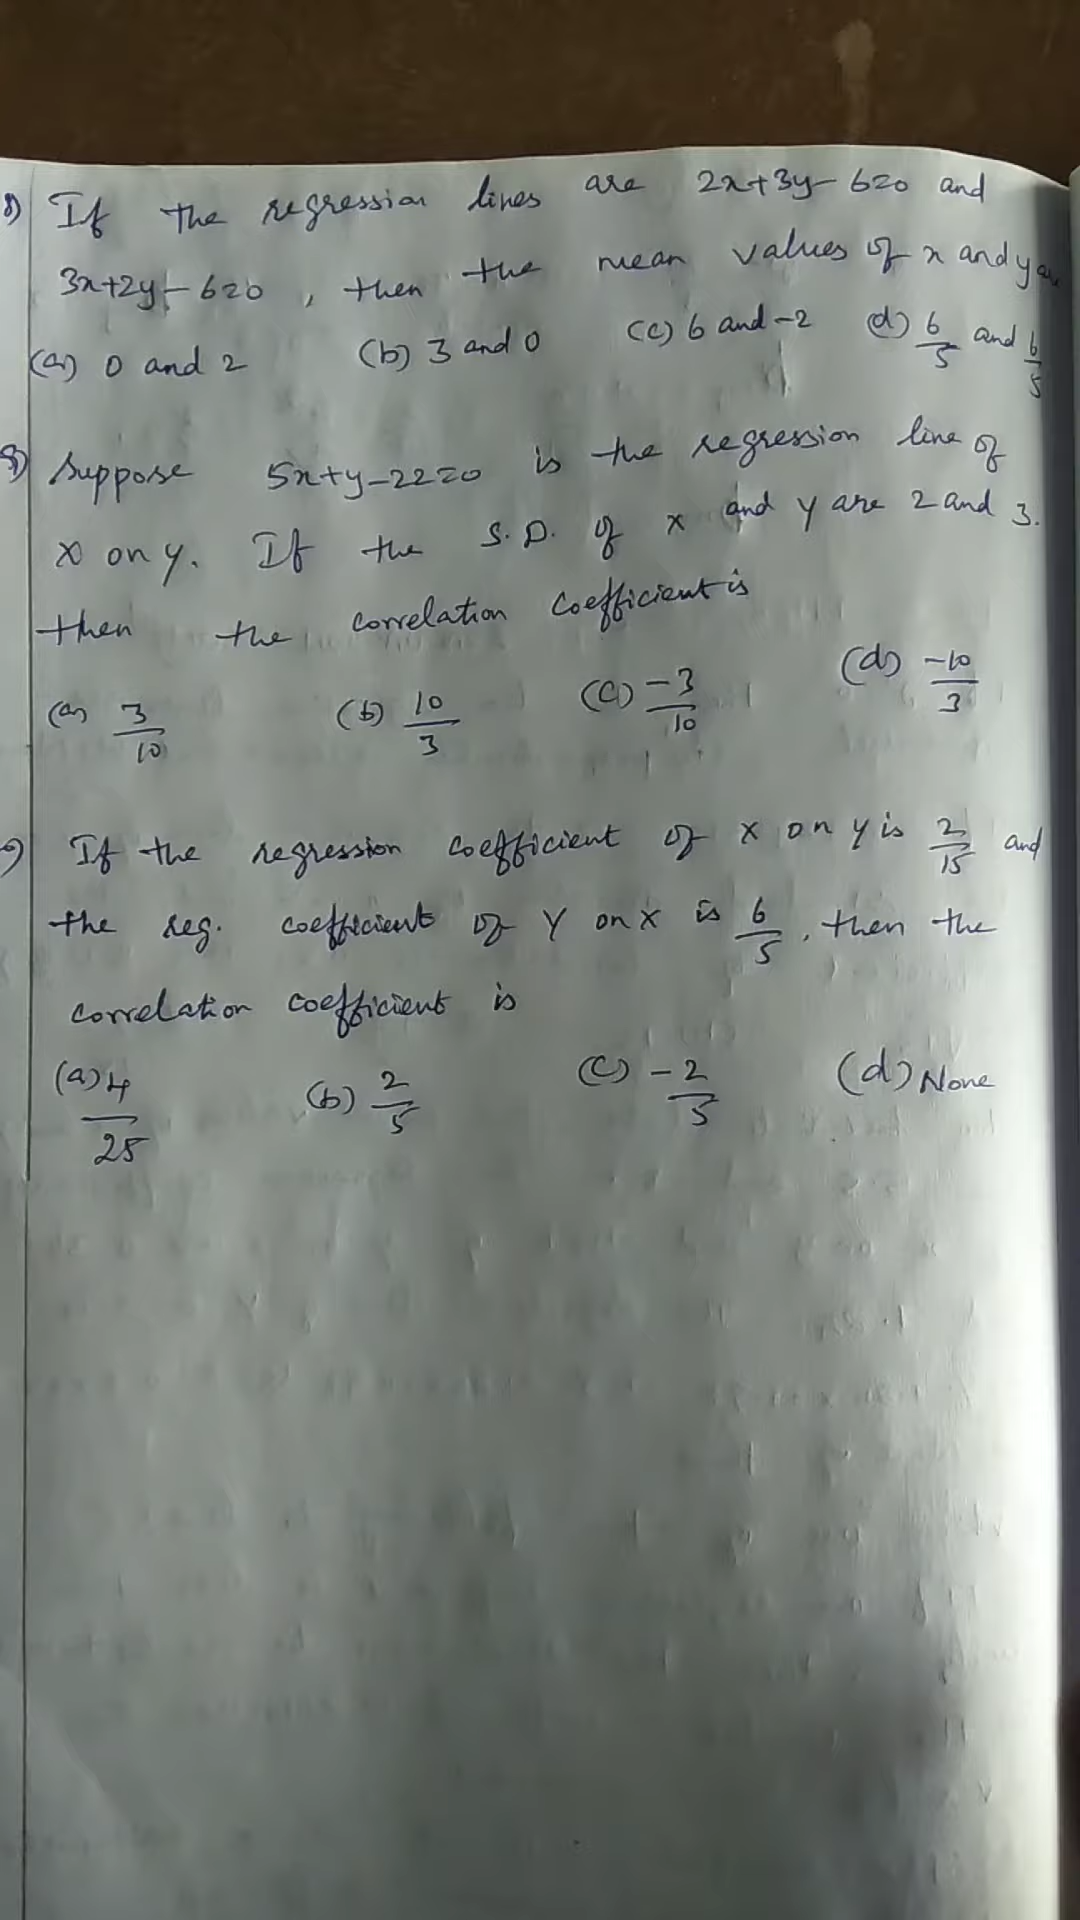 8) If the regression lines are 2x+3y-6=0 and
3x+2y-6=0, then the mean values of x and y are
(a) 0 and 2 (b) 3 and 0 (c) 6 and -2 (d) 6/5 and 6/5
8) Suppose 5x+y-22=0 is the regression line of
x on y. If the S.D. of x and y are 2 and 3.
then the correlation coefficient is
(a) 3/10 (b) 10/3 (c) -3/10 (d) -10/3
9) If the regression coefficient of x on y is 2/15 and
the reg. coefficient of Y on x is 6/5, then the
correlation coefficient is
(a) 4/25 (b) 2/5 (c) -2/5 (d) None